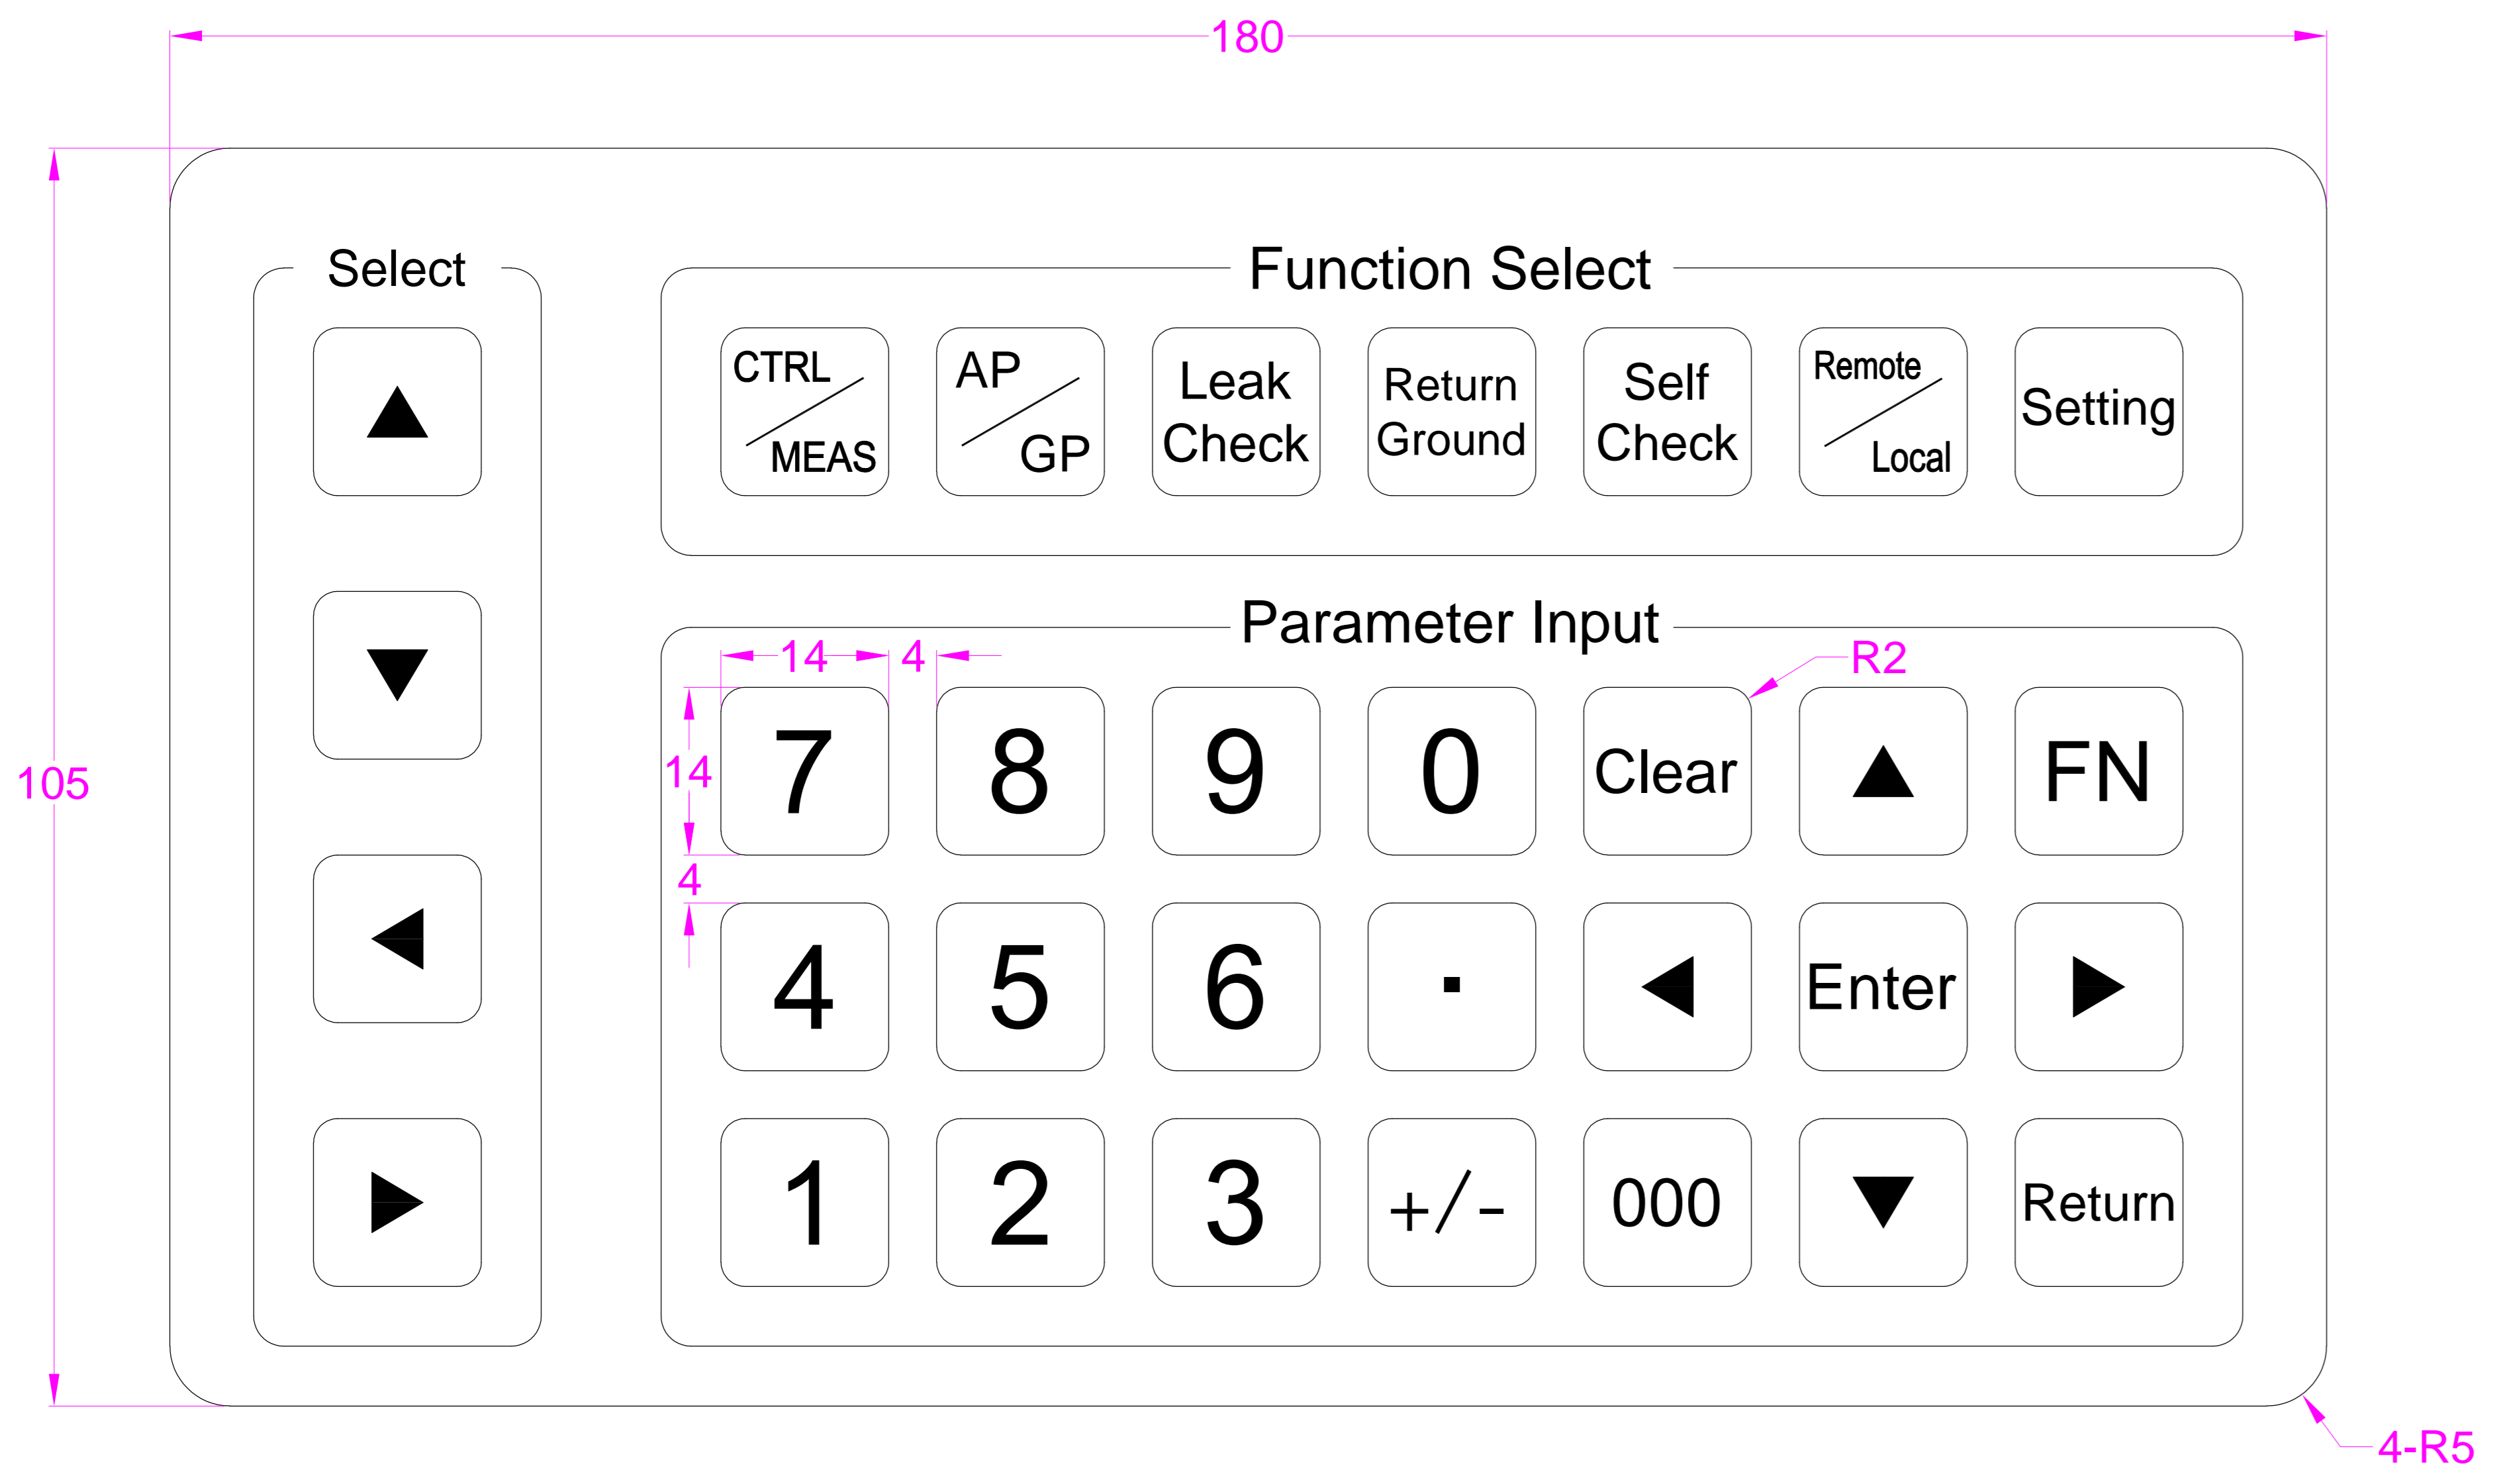 180
Select
Function Select
CTRL
MEAS
AP
GP
Leak
Check
Return
Ground
Self
Check
Remote
Local
Setting
Parameter Input
14
4
R2
14
7
8
9
0
Clear
FN
105
4
4
5
6
.
Enter
1
2
3
+/-
000
Return
4-R5